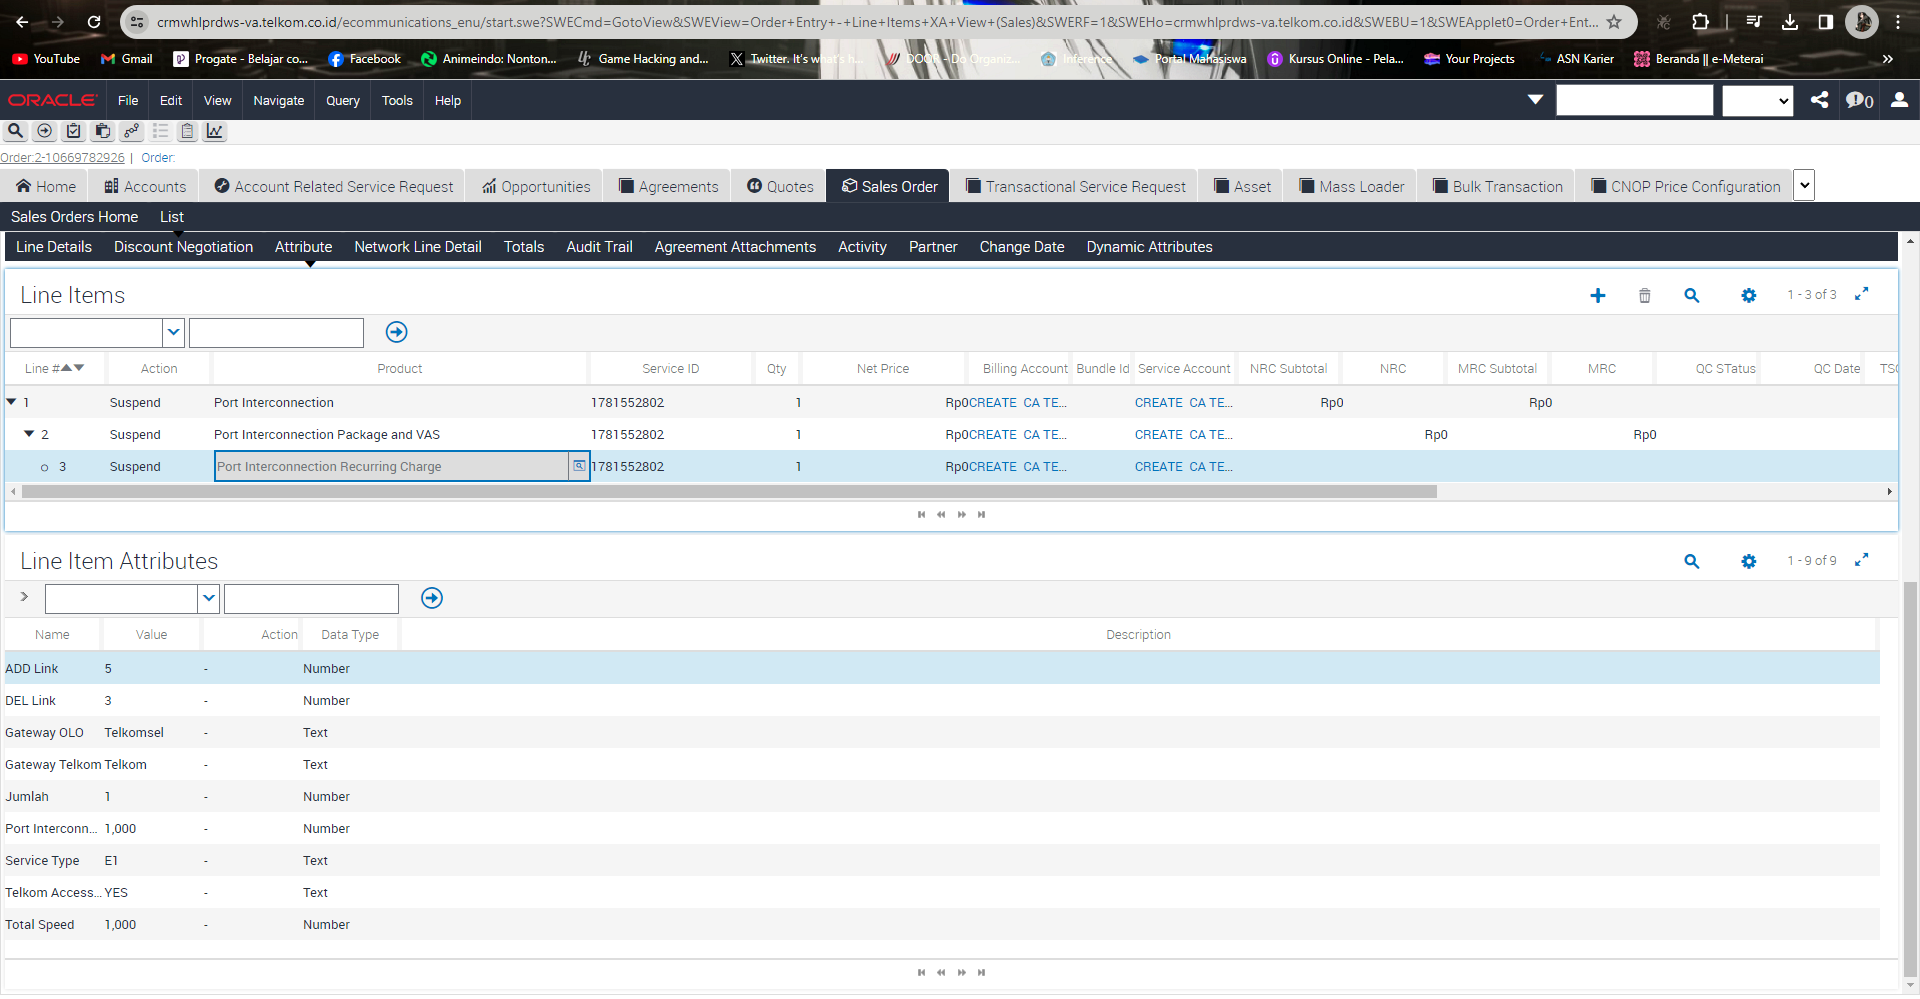 crmwhlprdws-va.telkom.co.id/ecommunications_enu/start.swe?SWECmd=GotoView&SWEView=Order+Entry+-+Line+Items+XA+View+(Sales)&SWERF=1&SWEHo=crmwhlprdws-va.telkom.co.id&SWEBU=1&SWEApplet0=Order+Ent...
YouTube Gmail Progate - Belajar co... Facebook Animeindo: Nonton... Game Hacking and... Twitter. It's what's h... DOOR - Do Organiz... Inference Portal Mahasiswa Kursus Online - Pela... Your Projects ASN Karier Beranda || e-Meterai
ORACLE File Edit View Navigate Query Tools Help 0
Order:2-10669782926 | Order:
Home Accounts Account Related Service Request Opportunities Agreements Quotes Sales Order Transactional Service Request Asset Mass Loader Bulk Transaction CNOP Price Configuration
Sales Orders Home List
Line Details Discount Negotiation Attribute Network Line Detail Totals Audit Trail Agreement Attachments Activity Partner Change Date Dynamic Attributes
Line Items 1 - 3 of 3
Line # Action Product Service ID Qty Net Price Billing Account Bundle Id Service Account NRC Subtotal NRC MRC Subtotal MRC QC STatus QC Date TSC
1 Suspend Port Interconnection 1781552802 1 Rp0 CREATE CA TE... CREATE CA TE... Rp0 Rp0
2 Suspend Port Interconnection Package and VAS 1781552802 1 Rp0 CREATE CA TE... CREATE CA TE... Rp0 Rp0
3 Suspend Port Interconnection Recurring Charge 1781552802 1 Rp0 CREATE CA TE... CREATE CA TE...
Line Item Attributes 1 - 9 of 9
Name Value Action Data Type Description
ADD Link 5 - Number
DEL Link 3 - Number
Gateway OLO Telkomsel - Text
Gateway Telkom Telkom - Text
Jumlah 1 - Number
Port Interconn... 1,000 - Number
Service Type E1 - Text
Telkom Access... YES - Text
Total Speed 1,000 - Number